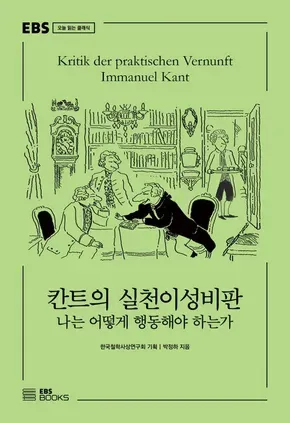 EBS 오늘 읽는 클래식
Kritik der praktischen Vernunft
Immanuel Kant
칸트의 실천이성비판
나는 어떻게 행동해야 하는가
한국철학사상연구회 기획 | 박정하 지음
EBS
BOOKS